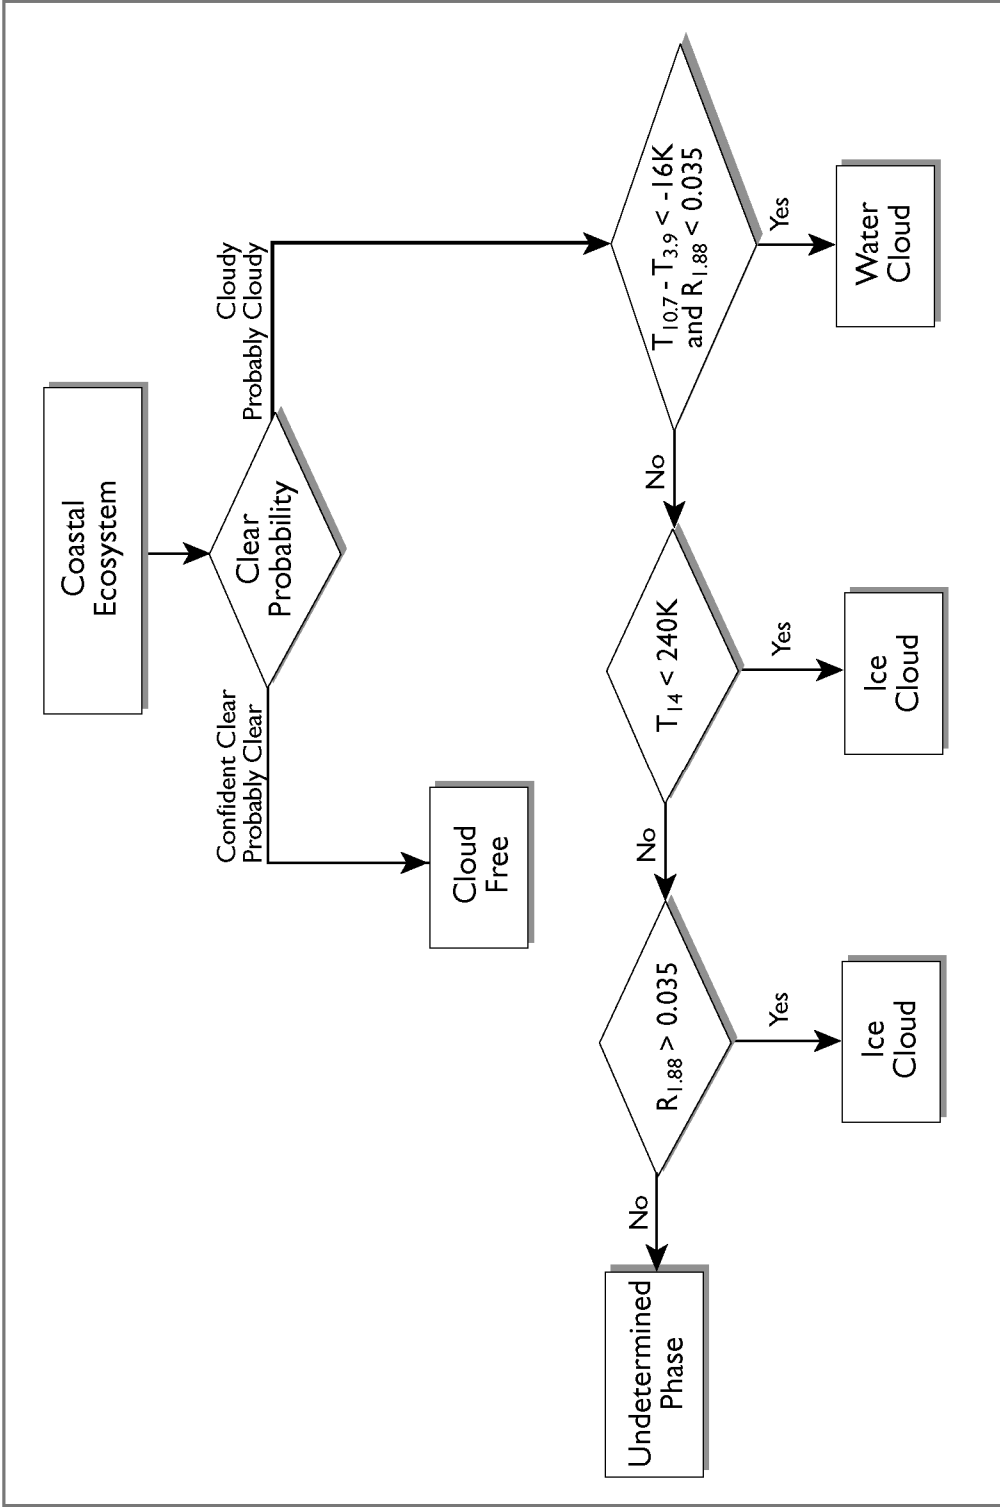 Coastal
Ecosystem
Clear
Probability
Confident Clear
Probably Clear
Cloudy
Probably Cloudy
Cloud
Free
T10.7 - T3.9 < -16K
and R1.88 < 0.035
Yes
Water
Cloud
No
T14 < 240K
Yes
Ice
Cloud
No
R1.88 > 0.035
Yes
Ice
Cloud
No
Undetermined
Phase